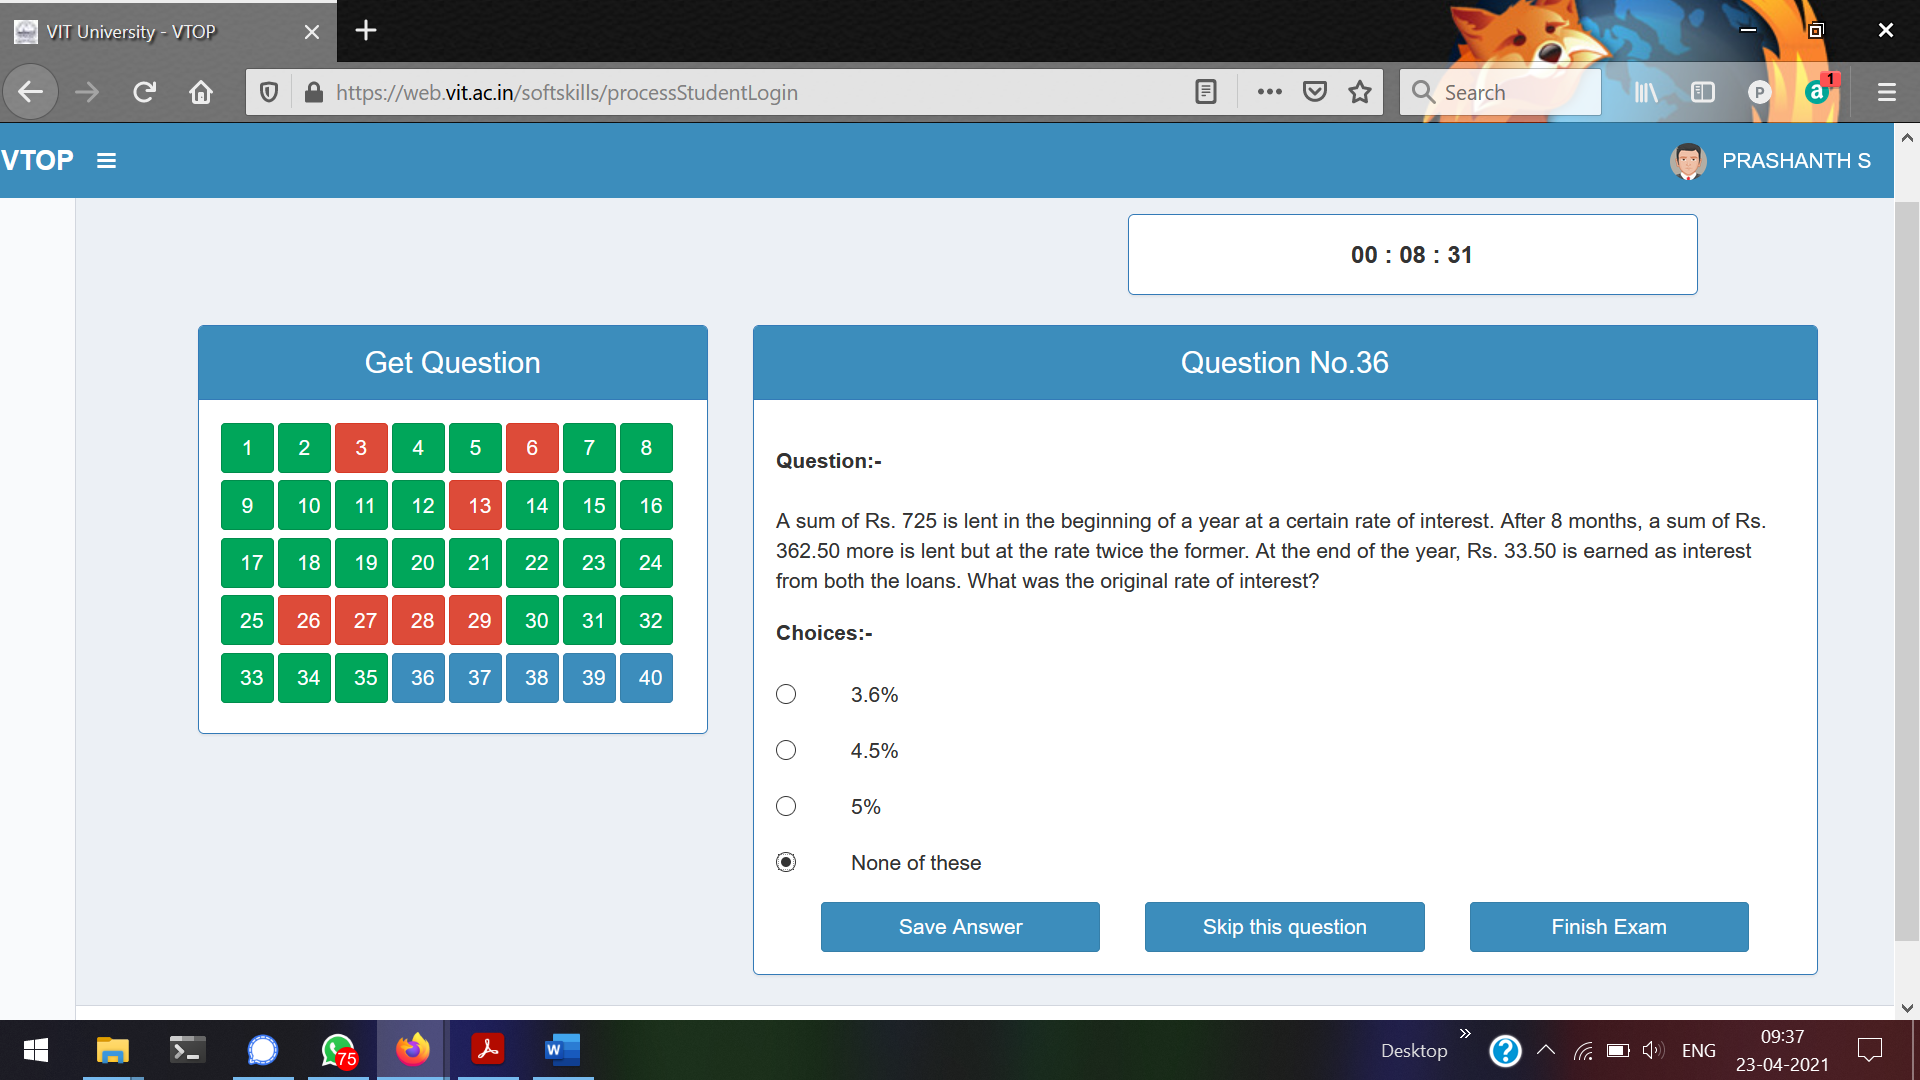 VIT University - VTOP
https://web.vit.ac.in/softskills/processStudentLogin
Search
P
a
1
VTOP
PRASHANTH S
00 : 08 : 31
Get Question
1 2 3 4 5 6 7 8
9 10 11 12 13 14 15 16
17 18 19 20 21 22 23 24
25 26 27 28 29 30 31 32
33 34 35 36 37 38 39 40
Question No.36
Question:-
A sum of Rs. 725 is lent in the beginning of a year at a certain rate of interest. After 8 months, a sum of Rs.
362.50 more is lent but at the rate twice the former. At the end of the year, Rs. 33.50 is earned as interest
from both the loans. What was the original rate of interest?
Choices:-
3.6%
4.5%
5%
None of these
Save Answer
Skip this question
Finish Exam
75
W
Desktop
?
ENG
09:37
23-04-2021